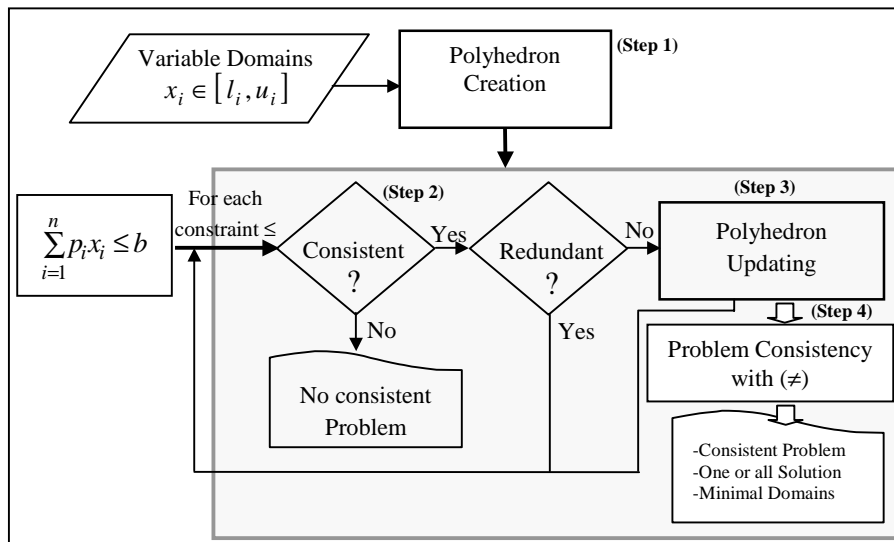 Variable Domains
x_i ∈ [l_i, u_i]
Polyhedron
Creation
(Step 1)
For each
constraint ≤
∑_{i=1}^{n} p_i x_i ≤ b
(Step 2)
Consistent
?
Yes
Redundant
?
No
(Step 3)
Polyhedron
Updating
No
Yes
(Step 4)
No consistent
Problem
Problem Consistency
with (≠)
-Consistent Problem
-One or all Solution
-Minimal Domains